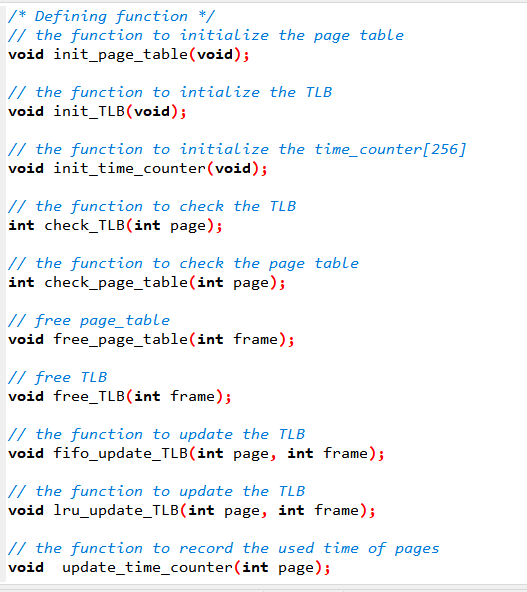 /* Defining function */
// the function to initialize the page table
void init_page_table(void);
// the function to intialize the TLB
void init_TLB(void);
// the function to initialize the time_counter[256]
void init_time_counter(void);
// the function to check the TLB
int check_TLB(int page);
// the function to check the page table
int check_page_table(int page);
// free page_table
void free_page_table(int frame);
// free TLB
void free_TLB(int frame);
// the function to update the TLB
void fifo_update_TLB(int page, int frame);
// the function to update the TLB
void lru_update_TLB(int page, int frame);
// the function to record the used time of pages
void  update_time_counter(int page);